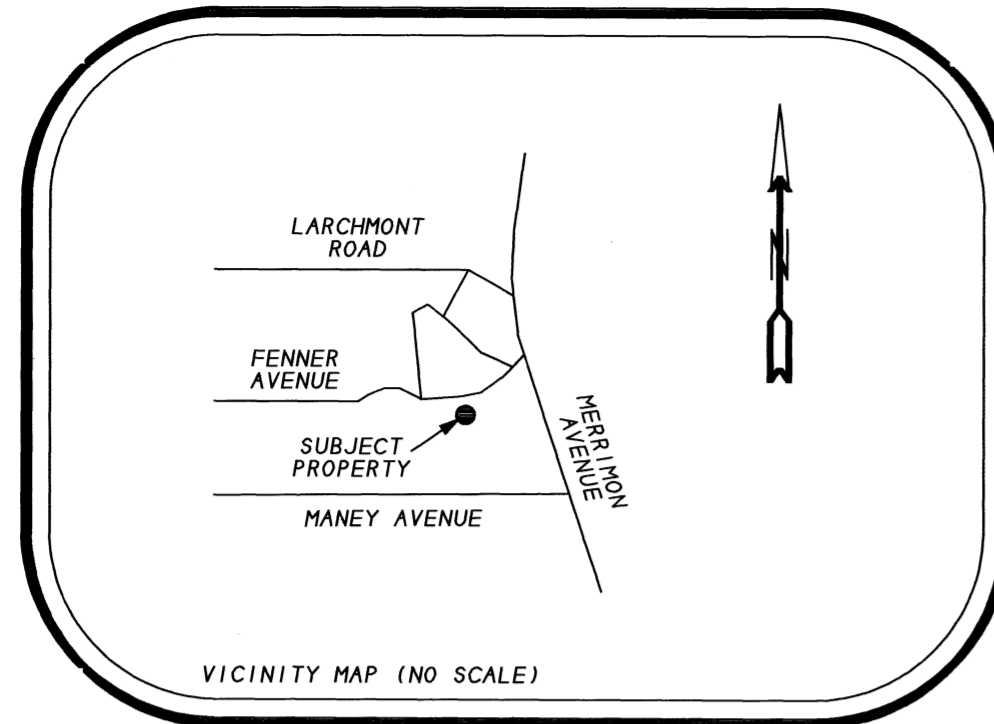 LARCHMONT
ROAD
N
FENNER
AVENUE
SUBJECT
PROPERTY
MERRIMON
AVENUE
MANEY AVENUE
VICINITY MAP (NO SCALE)